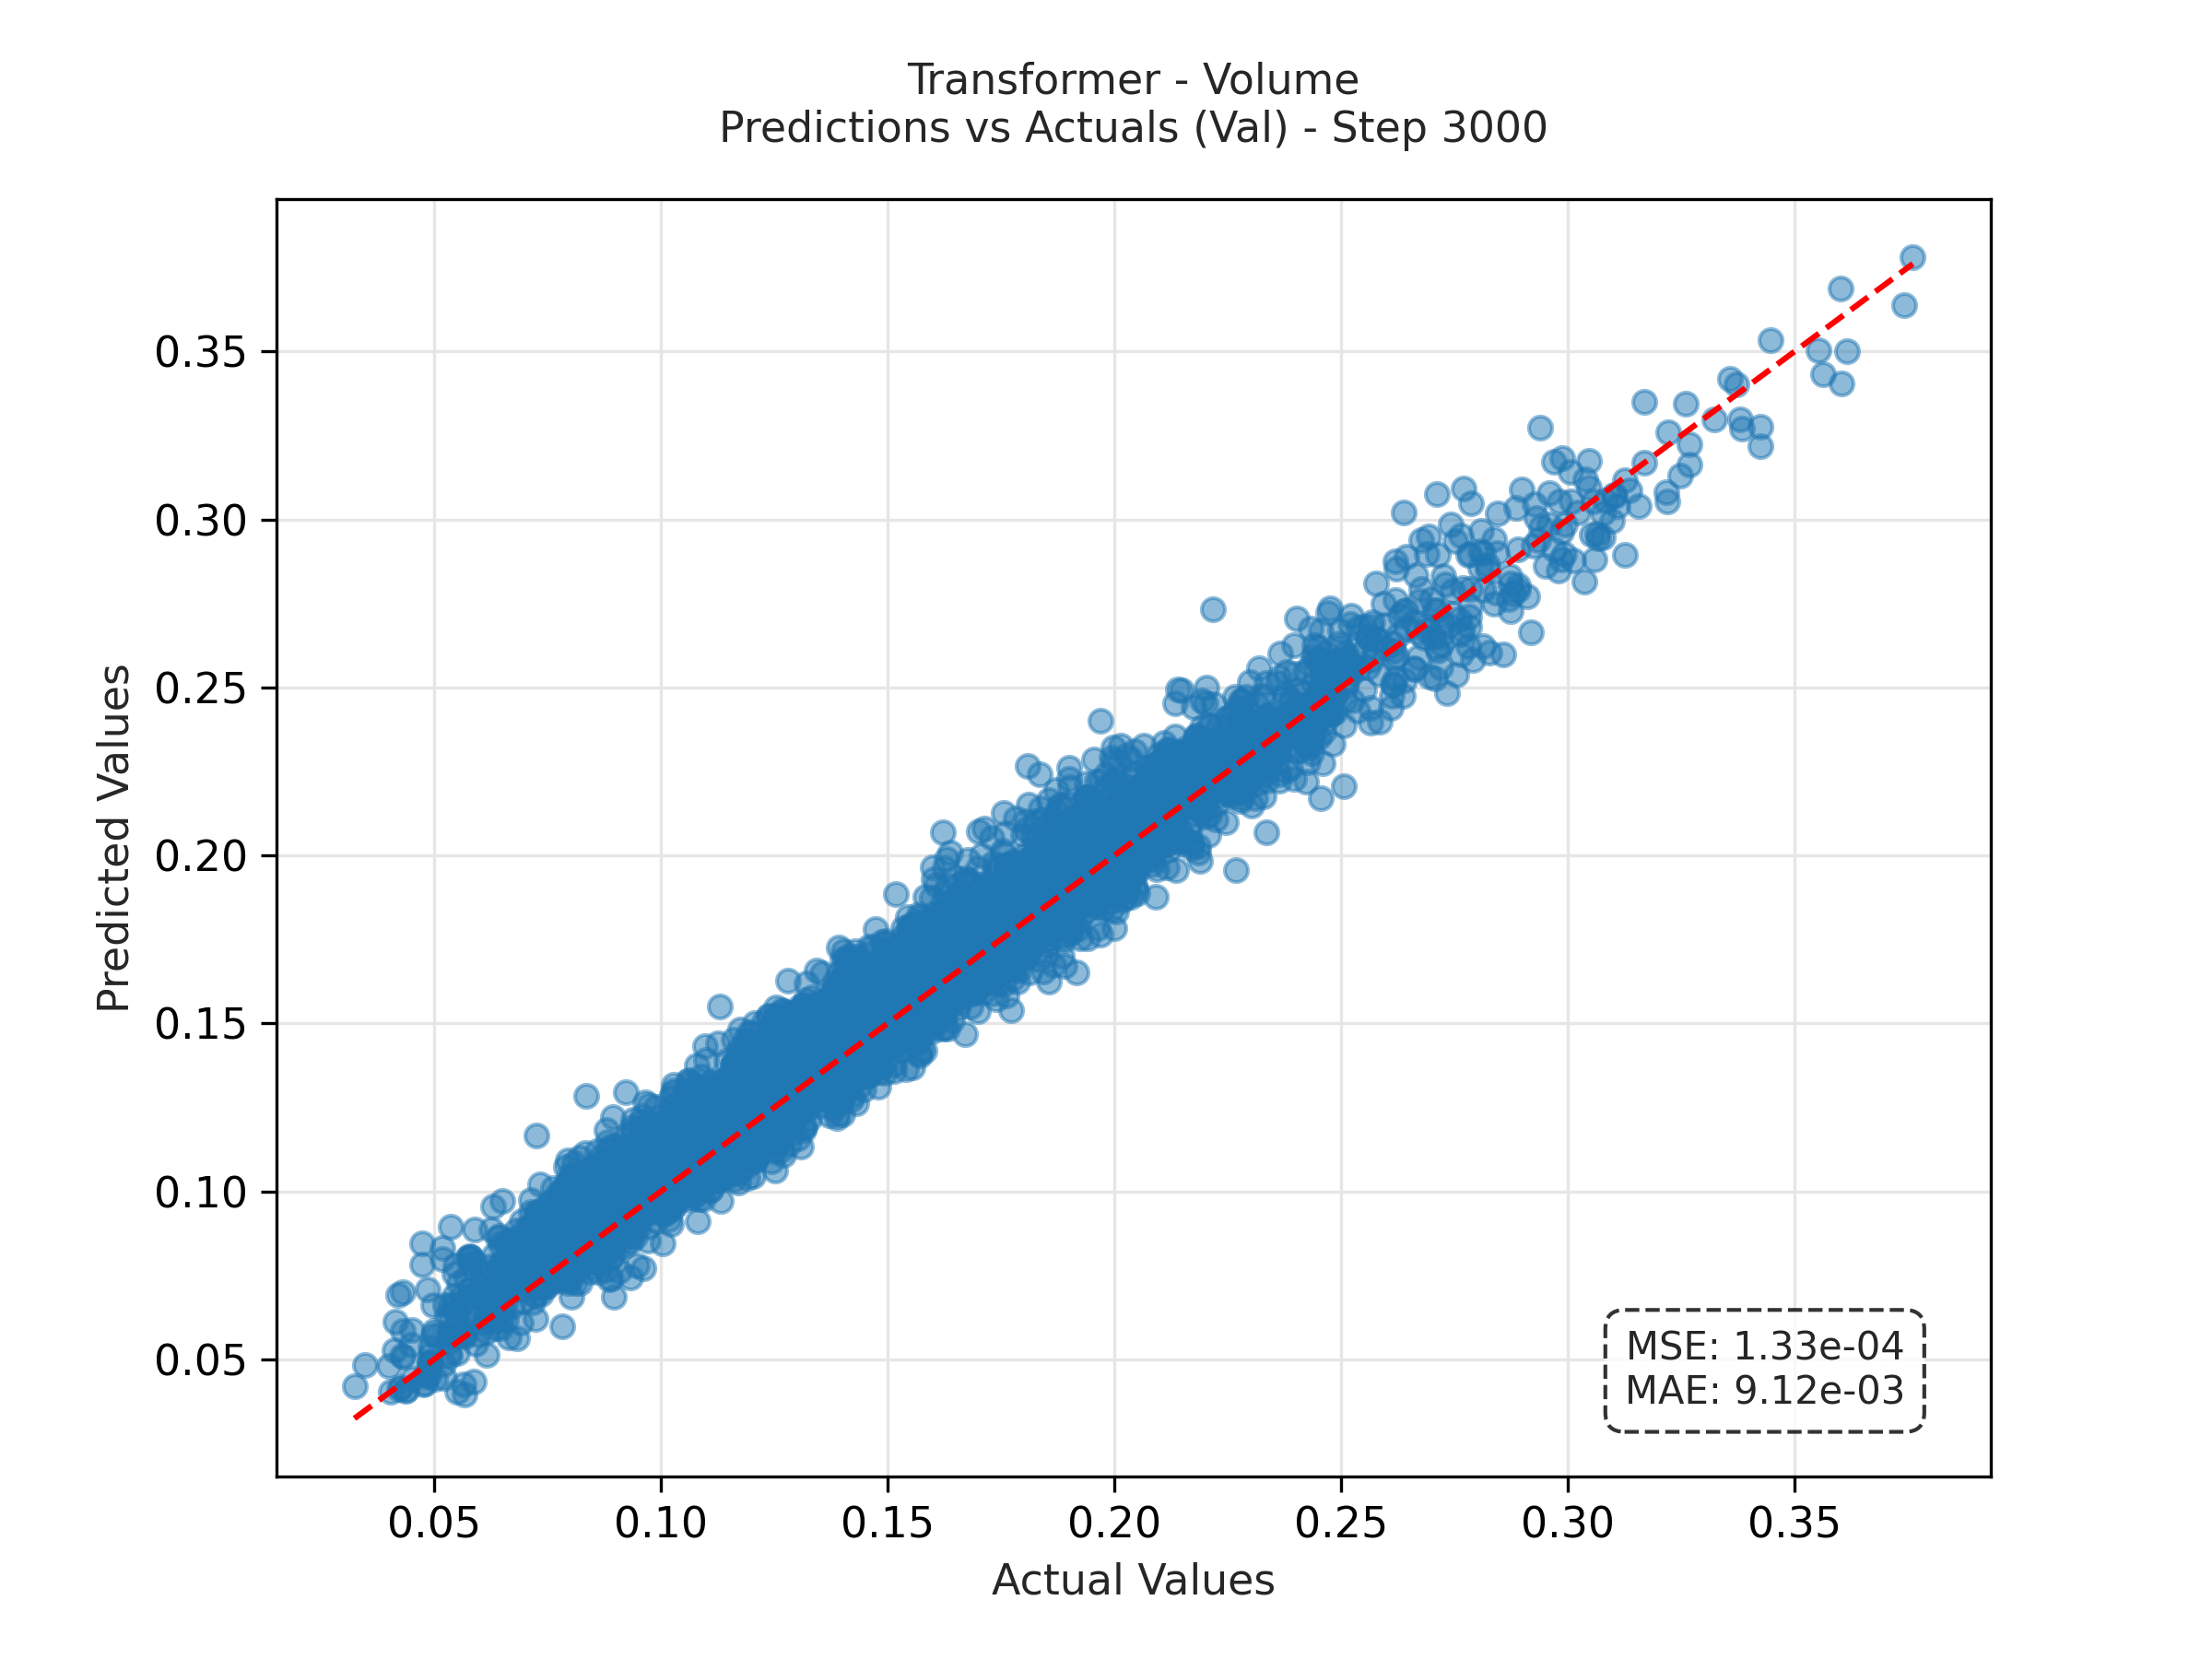 Transformer - Volume
Predictions vs Actuals (Val) - Step 3000
Predicted Values
0.35
0.30
0.25
0.20
0.15
0.10
0.05
MSE: 1.33e-04
MAE: 9.12e-03
0.05 0.10 0.15 0.20 0.25 0.30 0.35
Actual Values